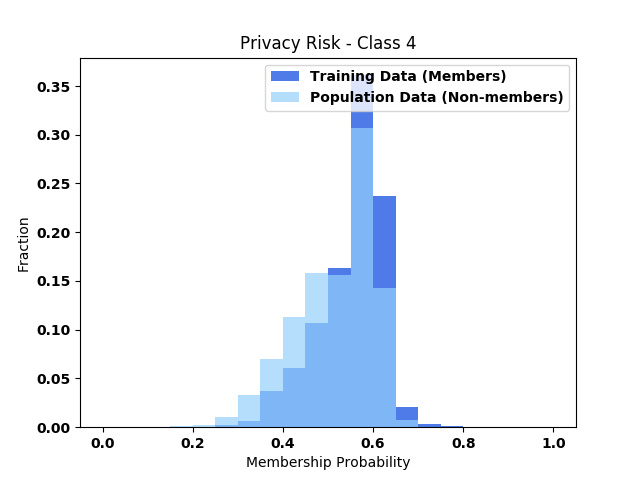 Privacy Risk - Class 4
Training Data (Members)
Population Data (Non-members)
Fraction
0.35
0.30
0.25
0.20
0.15
0.10
0.05
0.00
0.0 0.2 0.4 0.6 0.8 1.0
Membership Probability